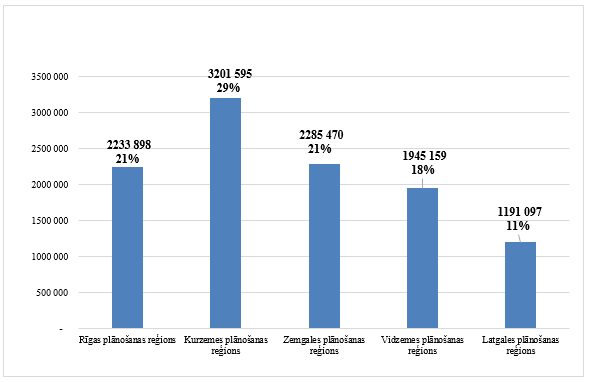 3500 000
3000 000
2500 000
2000 000
1500 000
1000 000
500 000
-
2233 898
21%
3201 595
29%
2285 470
21%
1945 159
18%
1191 097
11%
Rīgas plānošanas reģions
Kurzemes plānošanas
reģions
Zemgales plānošanas
reģions
Vidzemes plānošanas
reģions
Latgales plānošanas
reģions